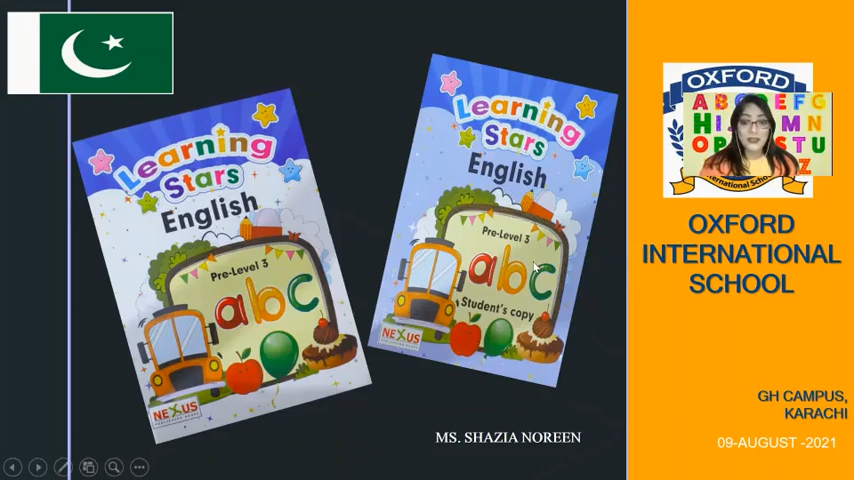 Learning
Stars
English
Pre-Level 3
abc
NEXUS
Learning
Stars
English
Pre-Level 3
abc
Student's copy
NEXUS
MS. SHAZIA NOREEN
OXFORD
A B C D E F G
H I M N
O P S T U
Z
International School
OXFORD
INTERNATIONAL
SCHOOL
GH CAMPUS,
KARACHI
09-AUGUST -2021